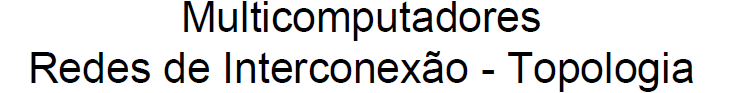 Multicomputadores
Redes de Interconexão - Topologia